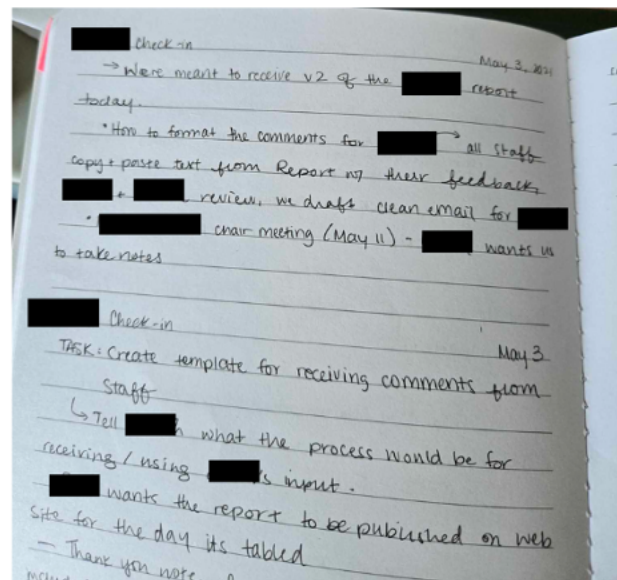 Check-in
May 3, 2021
→ Were meant to receive v2 of the report
today.
• How to format the comments for → all staff
copy + paste text from Report w/ their feedback,
+ review, we draft clean email for
• chair meeting (May 11) - wants us
to take notes
Check-in
May 3
TASK: Create template for receiving comments from
Staff
↳ Tell what the process would be for
receiving / using 's input.
- wants the report to be published on web
site for the day its tabled
— Thank you note